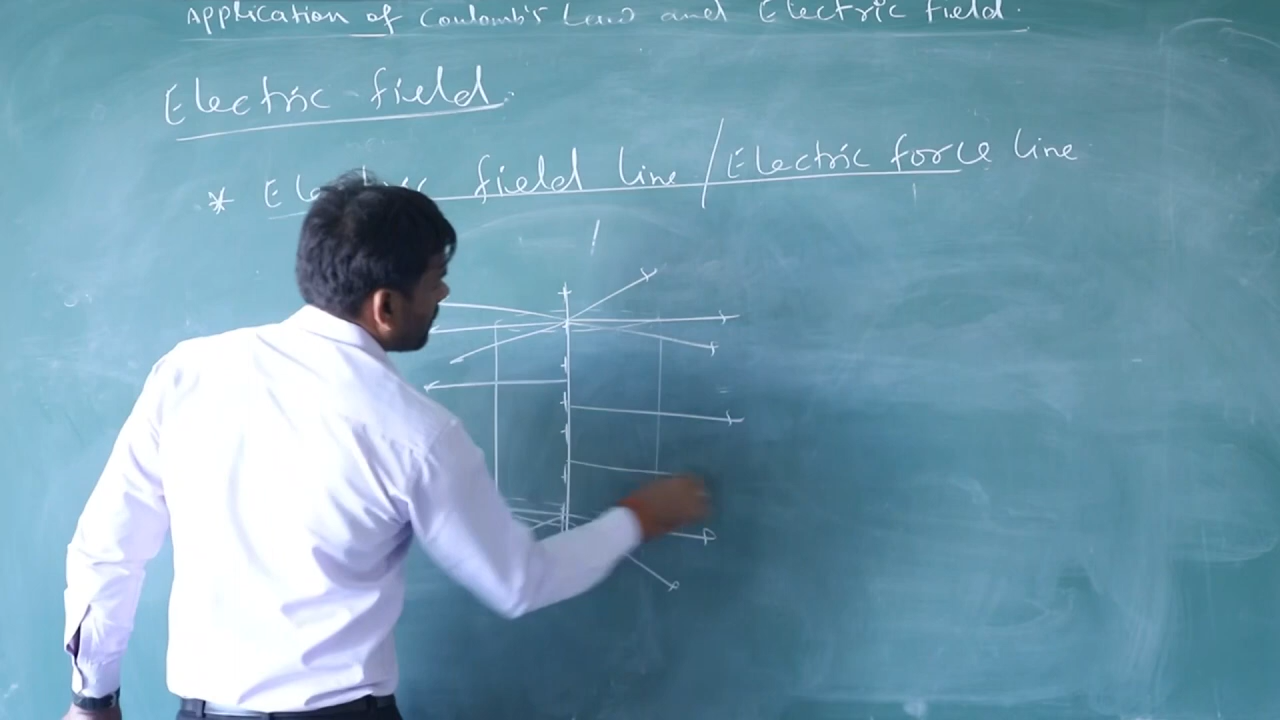 Application of Coulomb's Law and Electric field.
Electric field.
* Electric field line / Electric force line